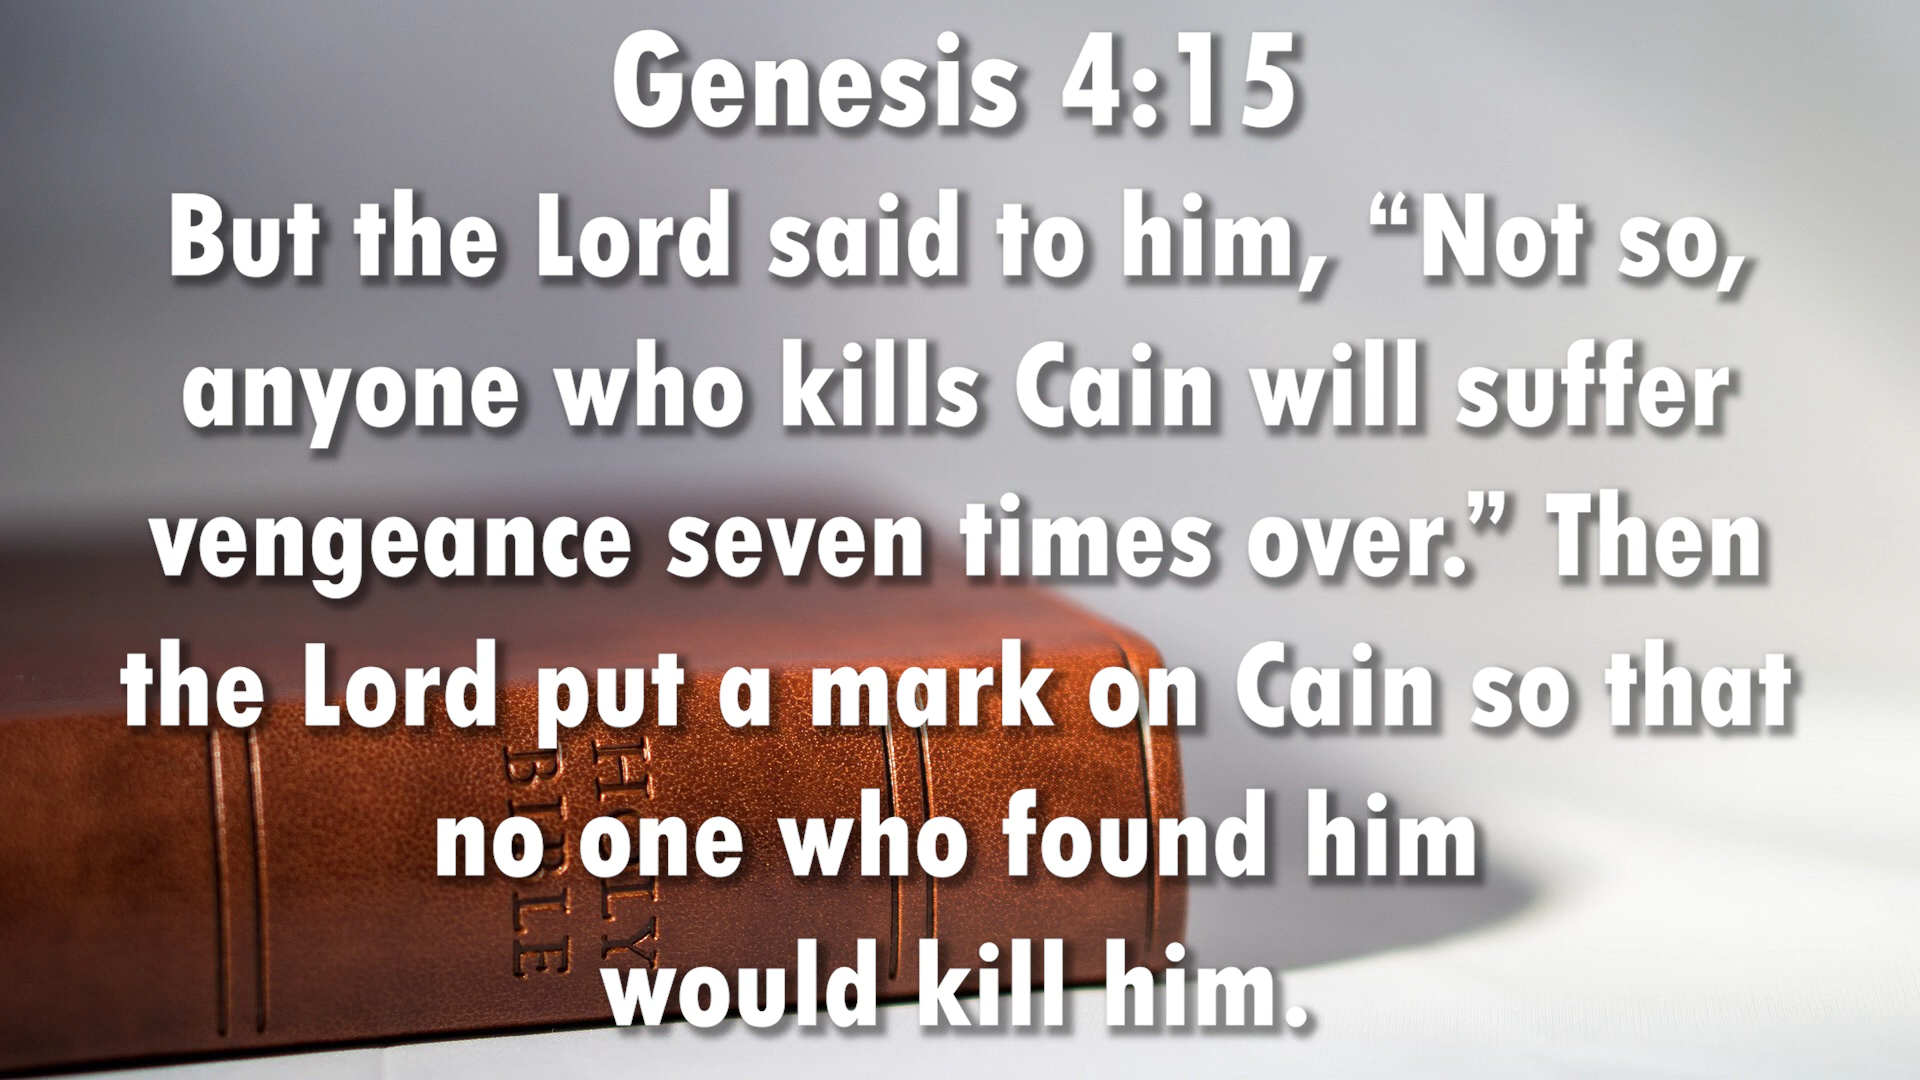 Genesis 4:15
But the Lord said to him, “Not so,
anyone who kills Cain will suffer
vengeance seven times over.” Then
the Lord put a mark on Cain so that
no one who found him
would kill him.
HOLY
BIBLE